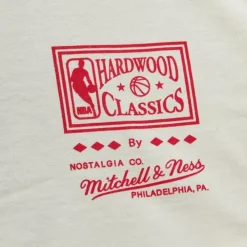 HARDWOOD
NBA
CLASSICS
By
NOSTALGIA CO.
Mitchell & Ness
PHILADELPHIA, PA.